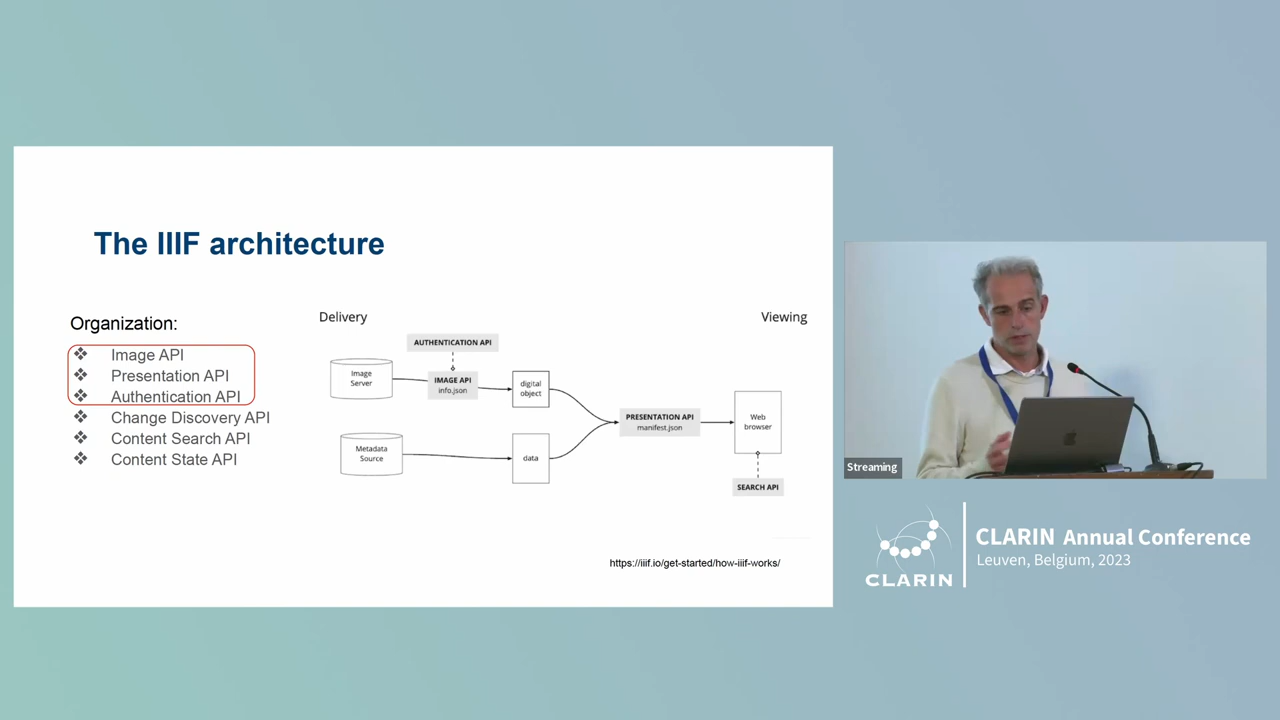 The IIIF architecture
Organization:
❖ Image API
❖ Presentation API
❖ Authentication API
❖ Change Discovery API
❖ Content Search API
❖ Content State API
Delivery
Viewing
AUTHENTICATION API
Image
Server
IMAGE API
info.json
digital
object
PRESENTATION API
manifest.json
Web
browser
Metadata
Source
data
SEARCH API
https://iiif.io/get-started/how-iiif-works/
Streaming
CLARIN
CLARIN Annual Conference
Leuven, Belgium, 2023